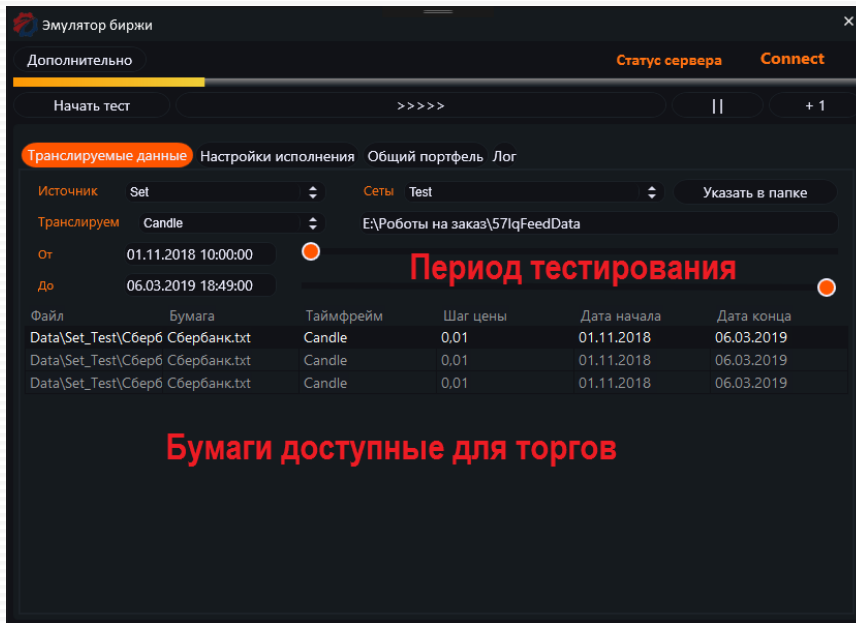 Эмулятор биржи
Дополнительно Статус сервера Connect
Начать тест >>>>> || + 1
Транслируемые данные Настройки исполнения Общий портфель Лог
Источник Set Сеты Test Указать в папке
Транслируем Candle E:\Роботы на заказ\57IqFeedData
От 01.11.2018 10:00:00
Период тестирования
До 06.03.2019 18:49:00
Файл Бумага Таймфрейм Шаг цены Дата начала Дата конца
Data\Set_Test\Сберб Сбербанк.txt Candle 0,01 01.11.2018 06.03.2019
Data\Set_Test\Сберб Сбербанк.txt Candle 0,01 01.11.2018 06.03.2019
Data\Set_Test\Сберб Сбербанк.txt Candle 0,01 01.11.2018 06.03.2019
Бумаги доступные для торгов